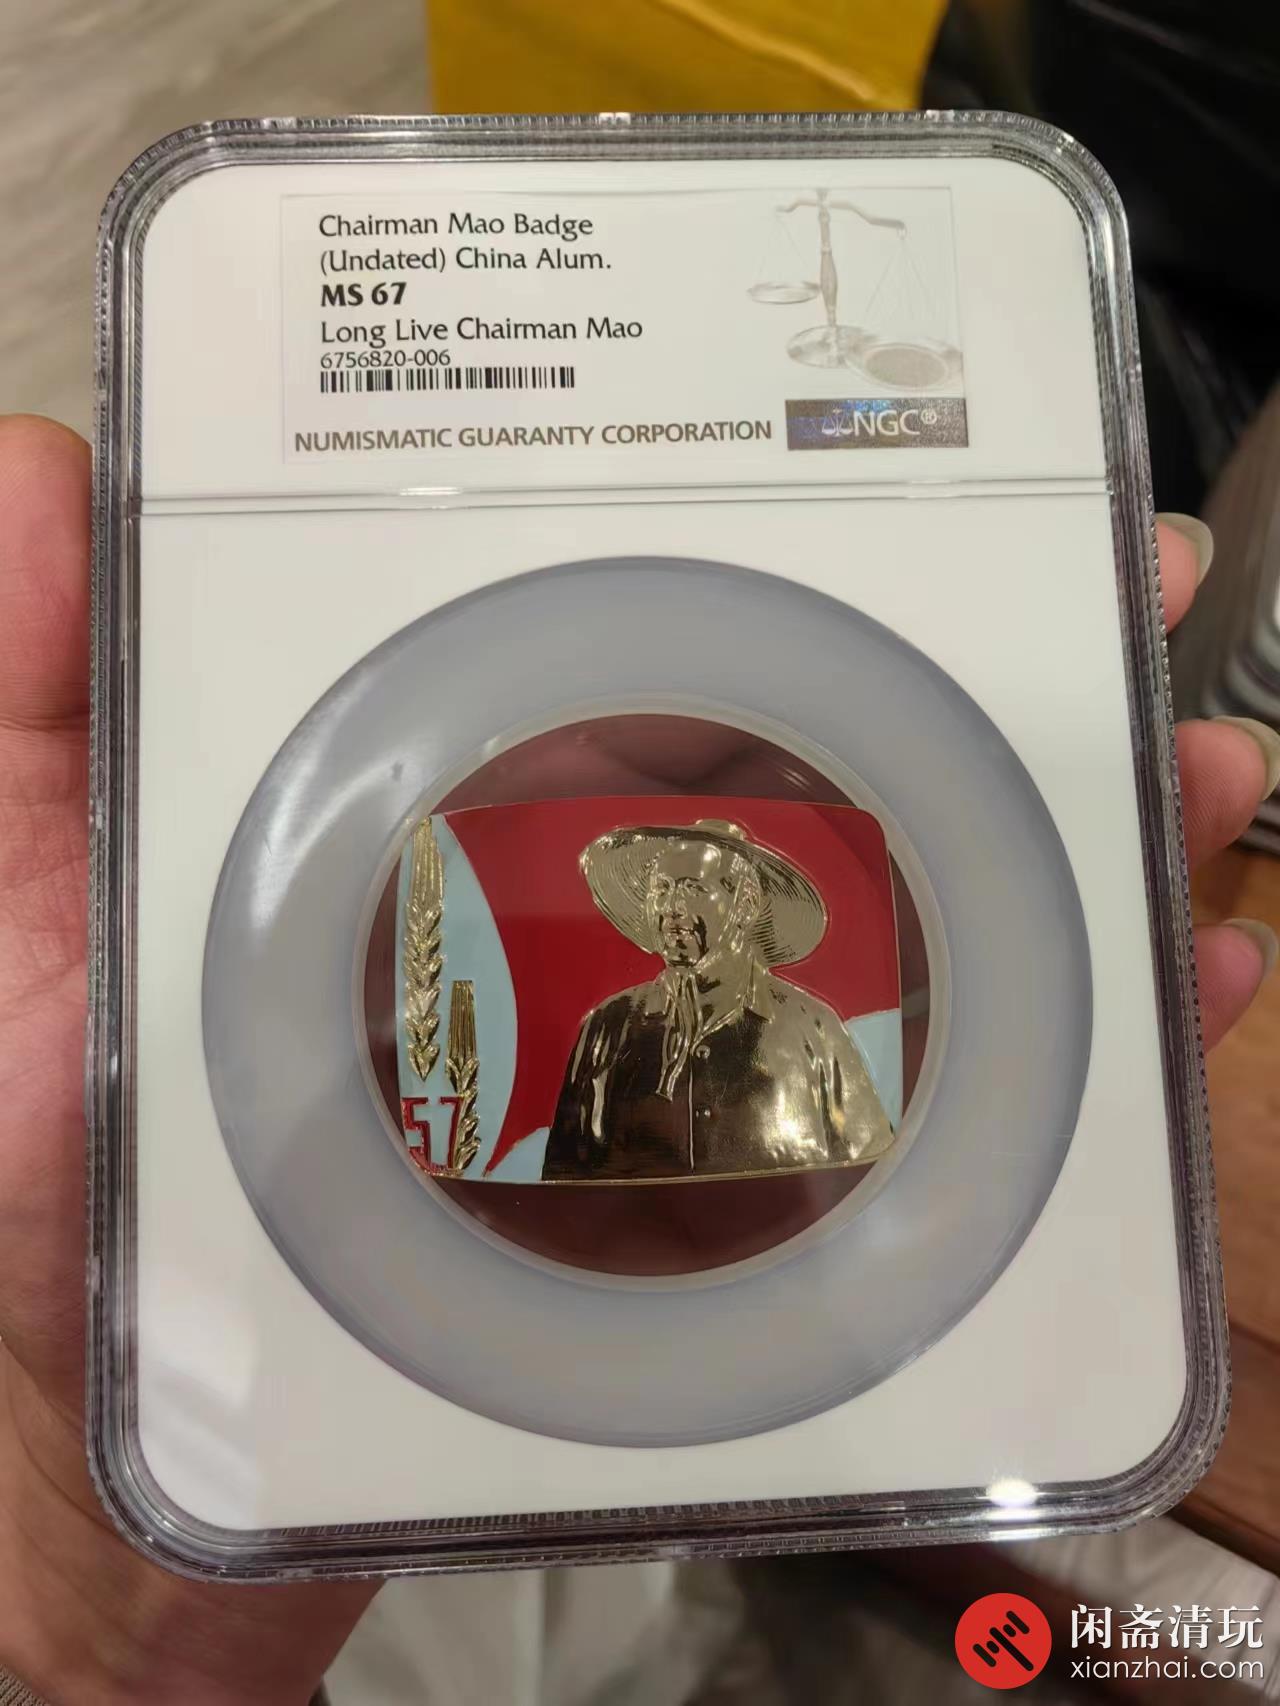 Chairman Mao Badge
(Undated) China Alum.
MS 67
Long Live Chairman Mao
6756820-006
NUMISMATIC GUARANTY CORPORATION
NGC®
57
闲斋清玩
xianzhai.com